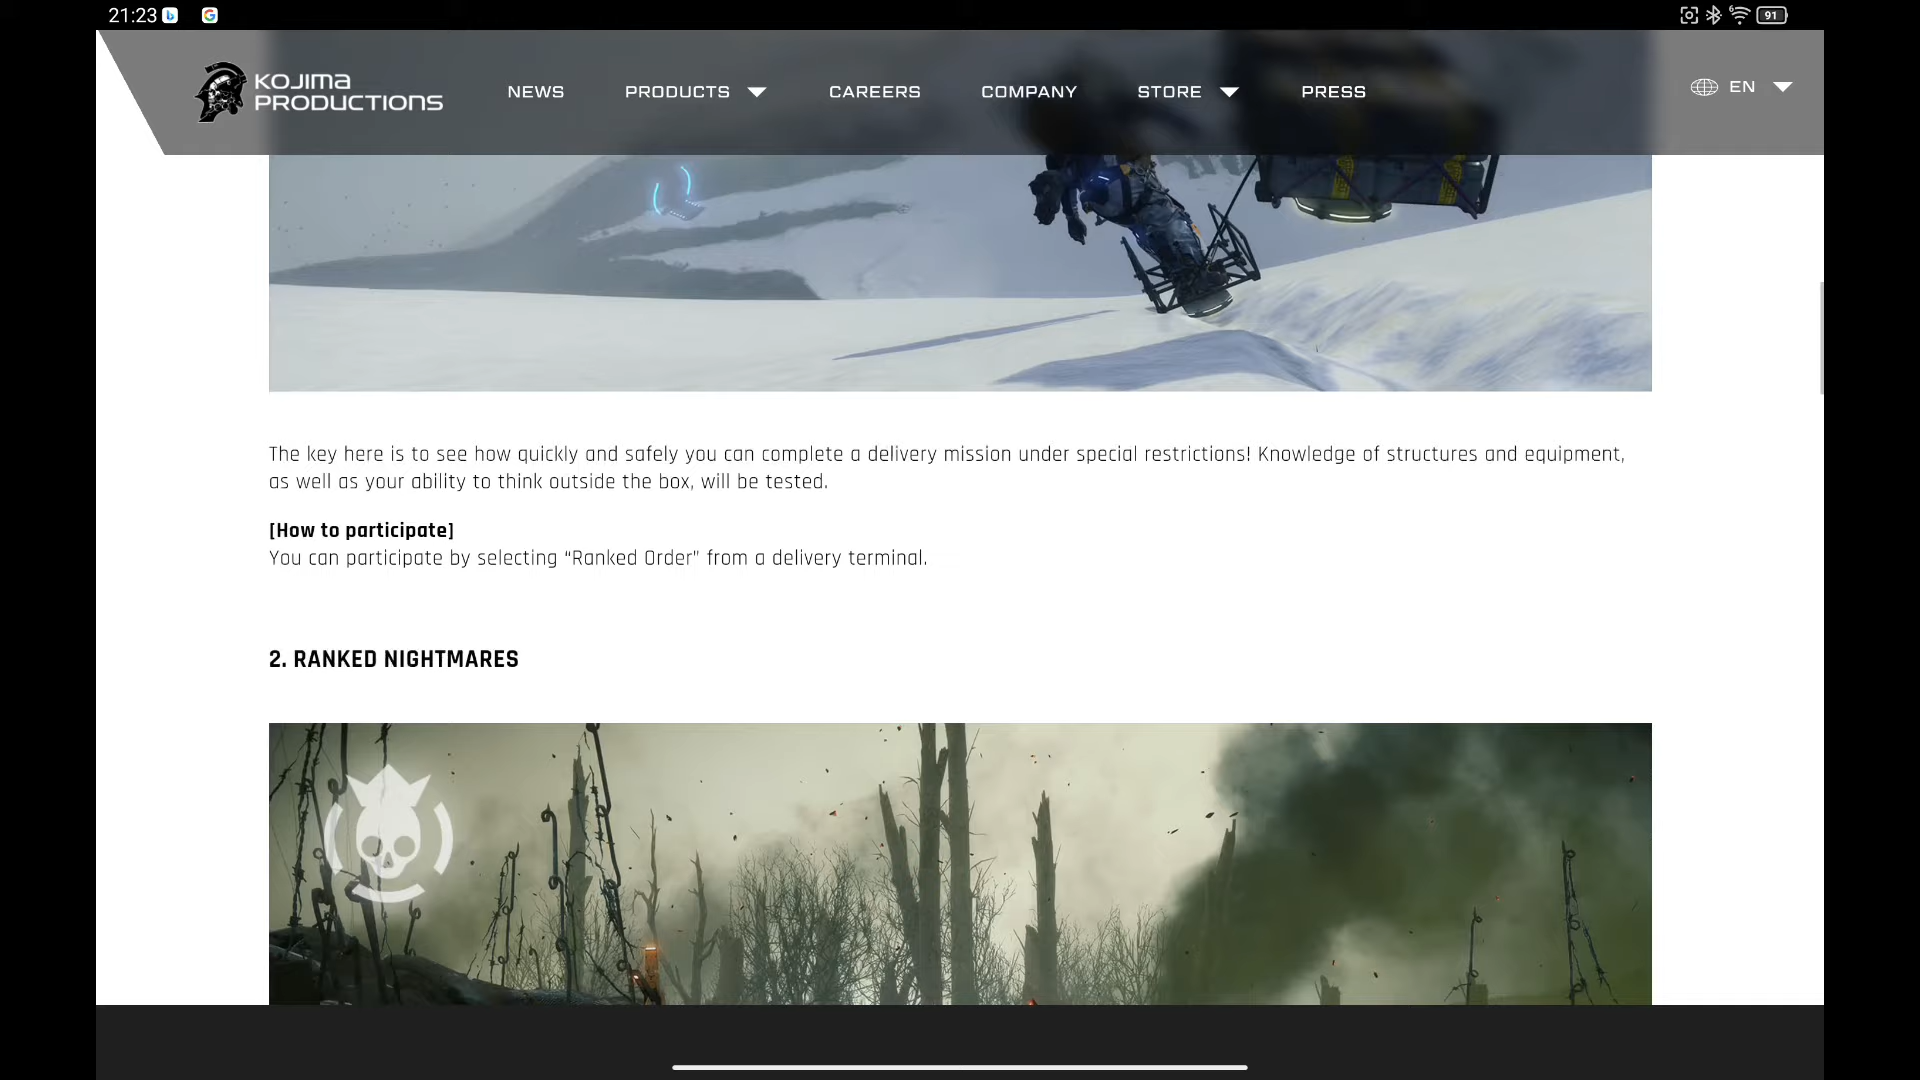 21:23
6
91
KOJIMA
PRODUCTIONS
NEWS
PRODUCTS
CAREERS
COMPANY
STORE
PRESS
EN
The key here is to see how quickly and safely you can complete a delivery mission under special restrictions! Knowledge of structures and equipment,
as well as your ability to think outside the box, will be tested.
[How to participate]
You can participate by selecting “Ranked Order” from a delivery terminal.
2. RANKED NIGHTMARES